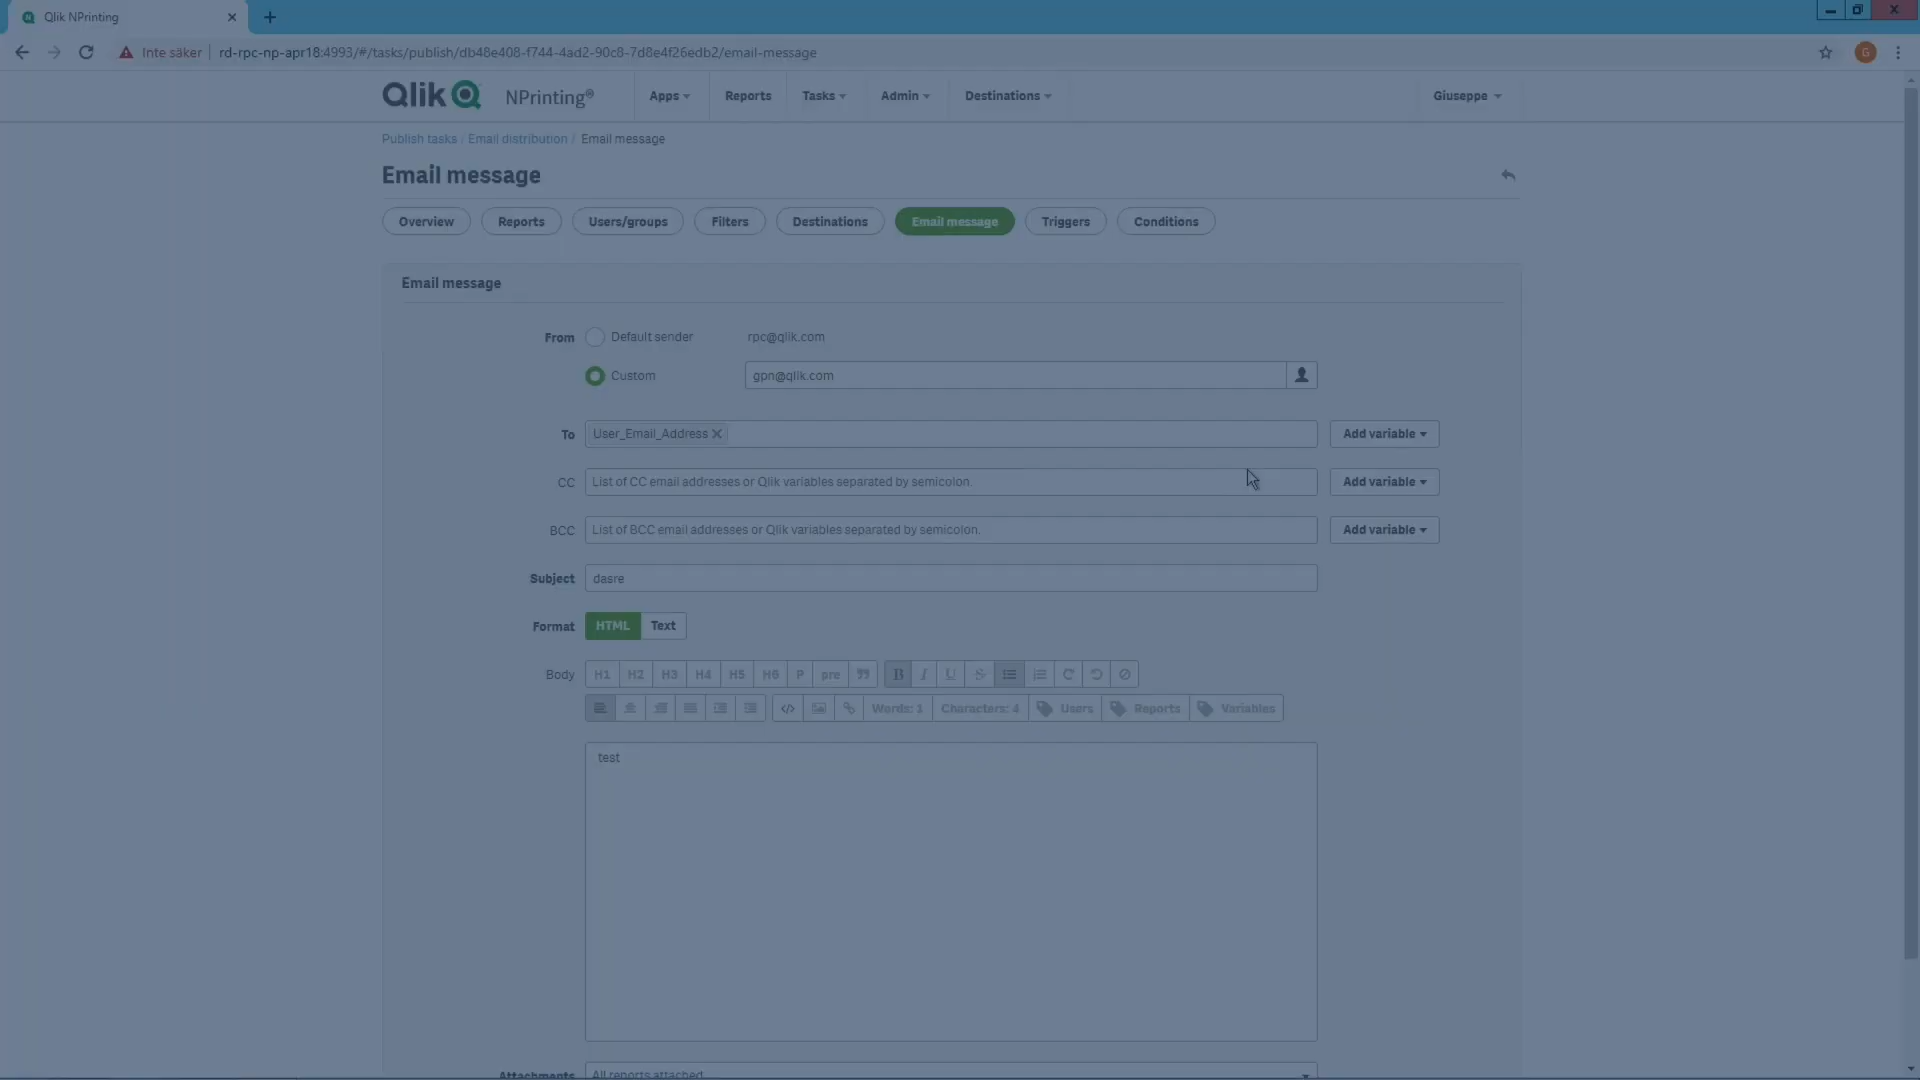 Qlik NPrinting
Inte säker rd-rpc-np-apr18:4993/#/tasks/publish/db48e408-f744-4ad2-90c8-7d8e4f26edb2/email-message G
Qlik NPrinting® Apps Reports Tasks Admin Destinations Giuseppe
Publish tasks / Email distribution / Email message
Email message
Overview Reports Users/groups Filters Destinations Email message Triggers Conditions
Email message
From Default sender rpc@qlik.com
Custom gpn@qlik.com
To User_Email_Address Add variable
CC List of CC email addresses or Qlik variables separated by semicolon. Add variable
BCC List of BCC email addresses or Qlik variables separated by semicolon. Add variable
Subject dasre
Format HTML Text
Body H1 H2 H3 H4 H5 H6 P pre B I U S
Words: 1 Characters: 4 Users Reports Variables
test
Attachments All reports attached